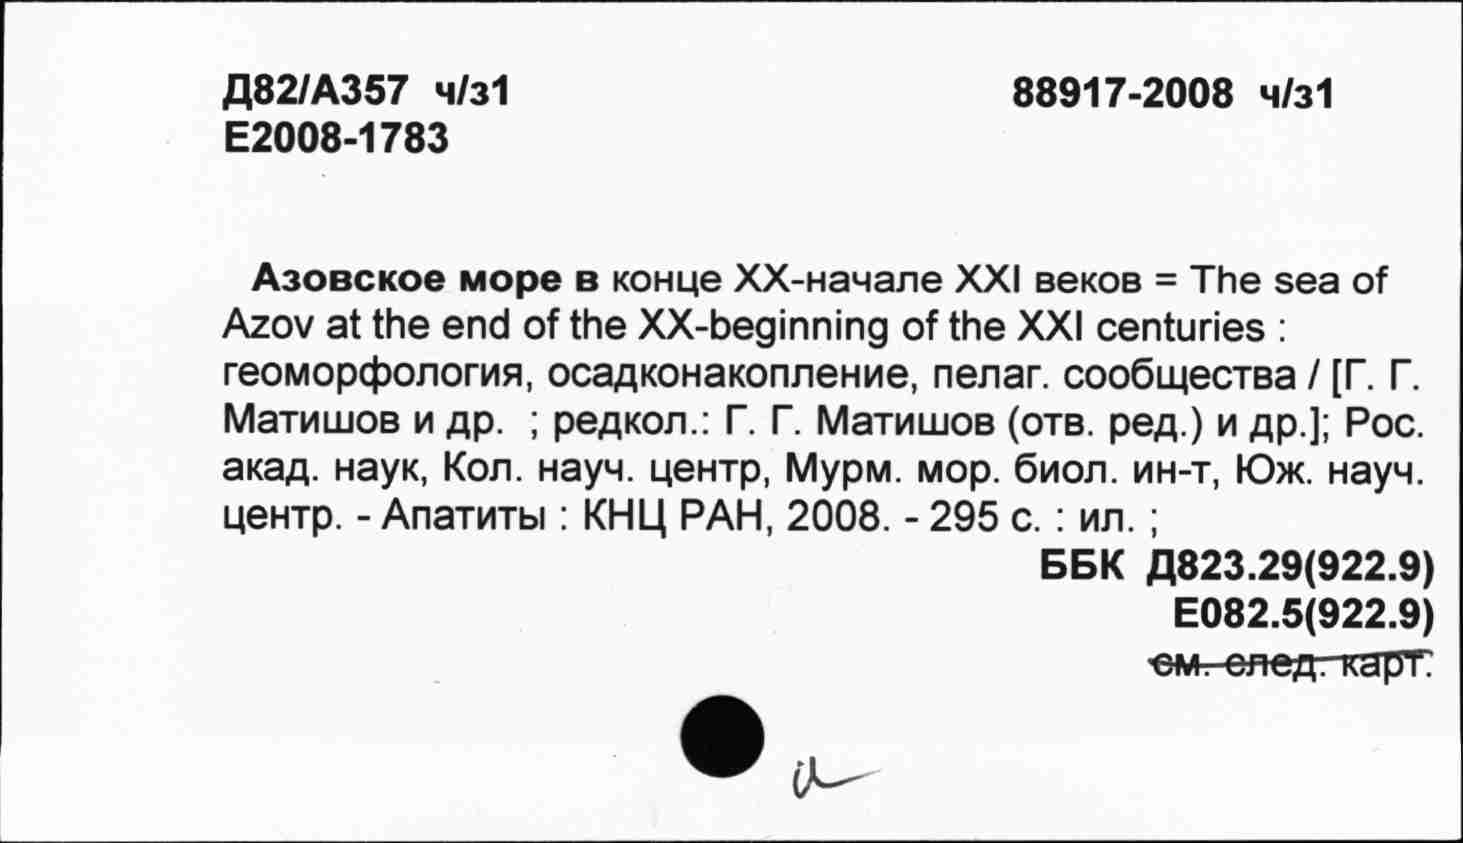 Д82/А357 ч/з1 88917-2008 ч/з1
Е2008-1783
Азовское море в конце XX-начале XXI веков = The sea of
Azov at the end of the XX-beginning of the XXI centuries :
геоморфология, осадконакопление, пелаг. сообщества / [Г. Г.
Матишов и др. ; редкол.: Г. Г. Матишов (отв. ред.) и др.]; Рос.
акад. наук, Кол. науч. центр, Мурм. мор. биол. ин-т, Юж. науч.
центр. - Апатиты : КНЦ РАН, 2008. - 295 с. : ил. ;
ББК Д823.29(922.9)
Е082.5(922.9)
см. след. карт.